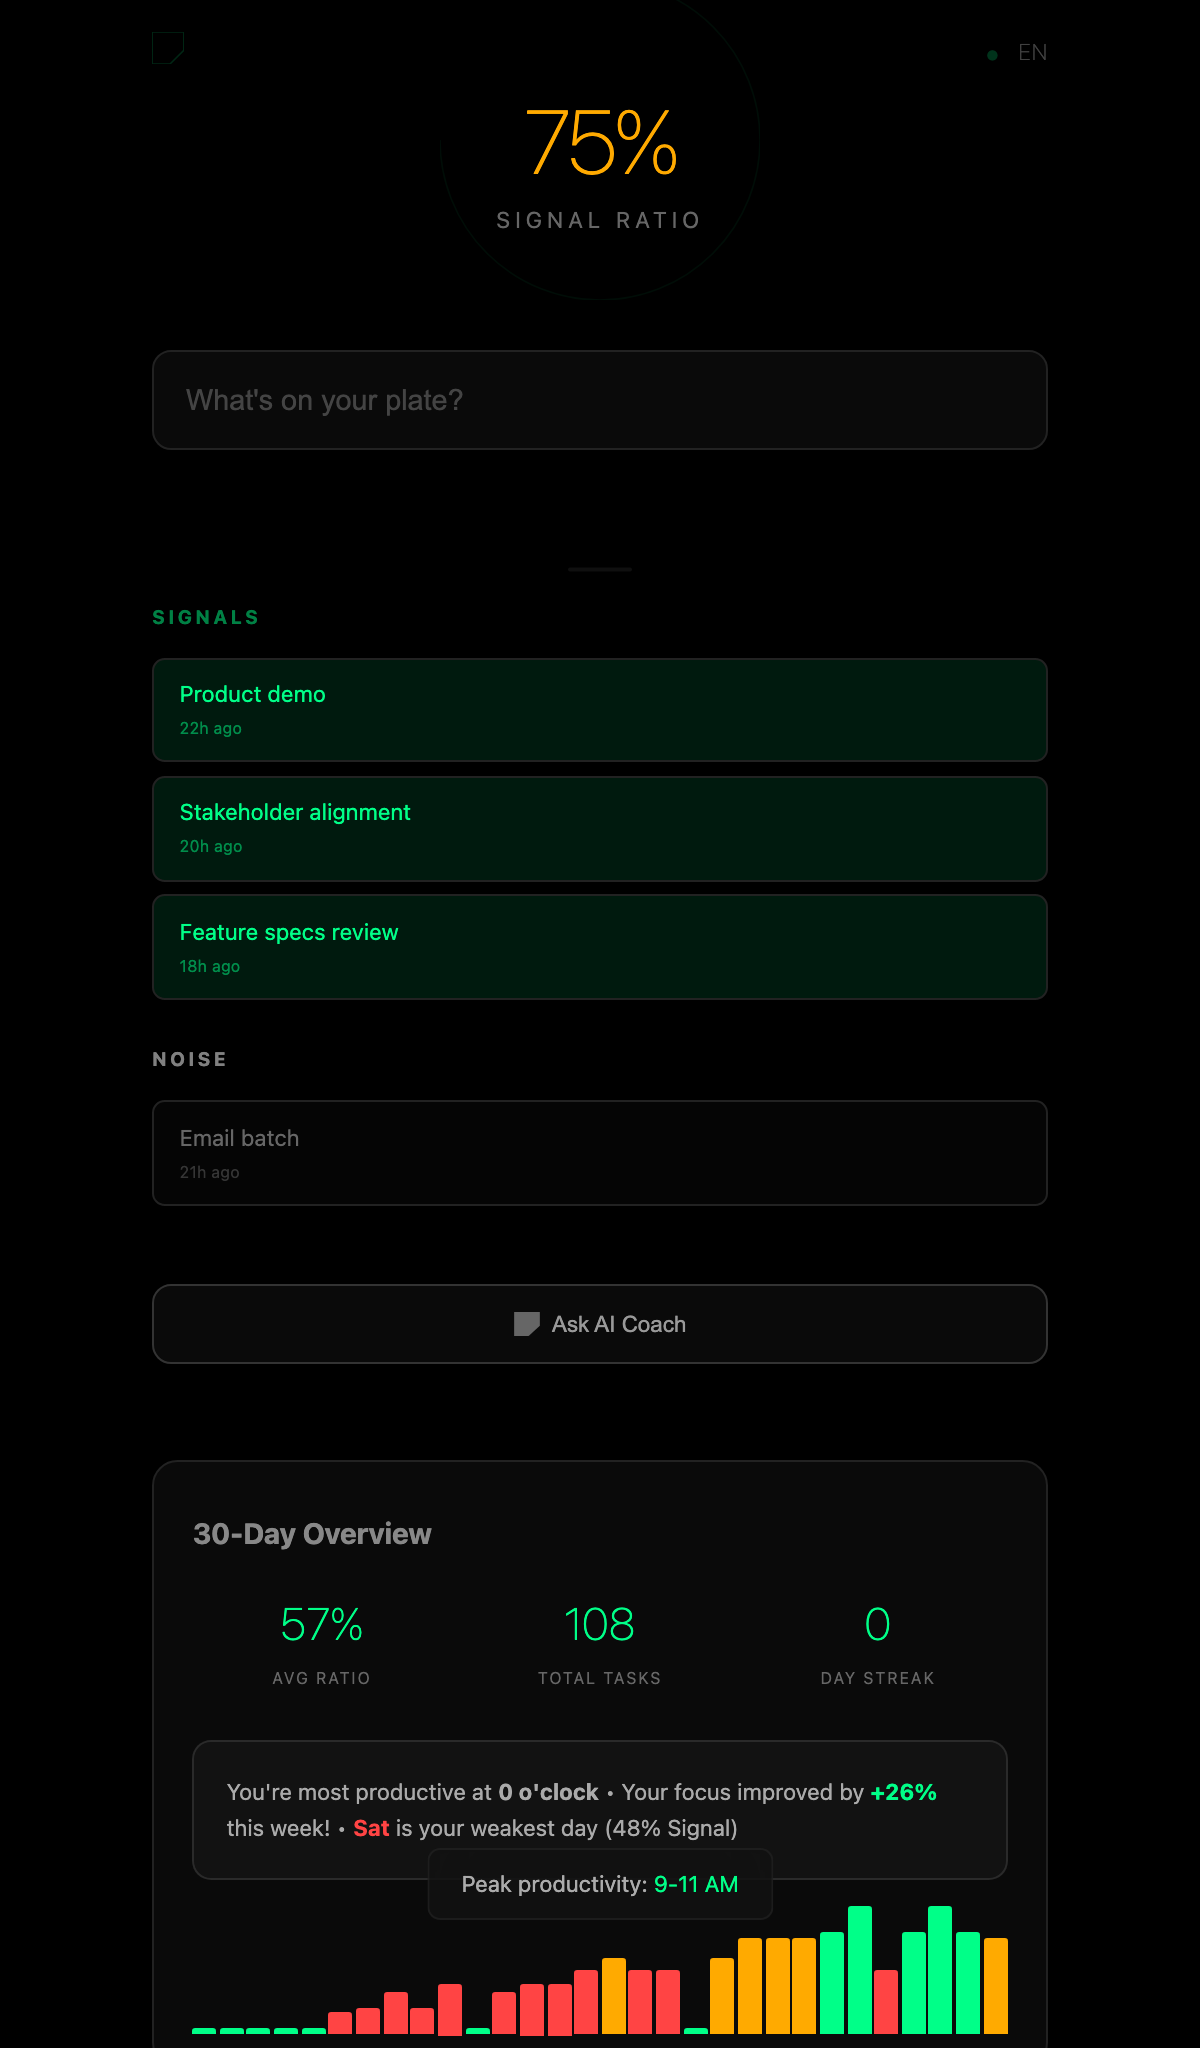 EN
75%
SIGNAL RATIO
What's on your plate?
SIGNALS
Product demo
22h ago
Stakeholder alignment
20h ago
Feature specs review
18h ago
NOISE
Email batch
21h ago
Ask AI Coach
30-Day Overview
57%
AVG RATIO
108
TOTAL TASKS
0
DAY STREAK
You're most productive at 0 o'clock • Your focus improved by +26%
this week! • Sat is your weakest day (48% Signal)
Peak productivity: 9-11 AM